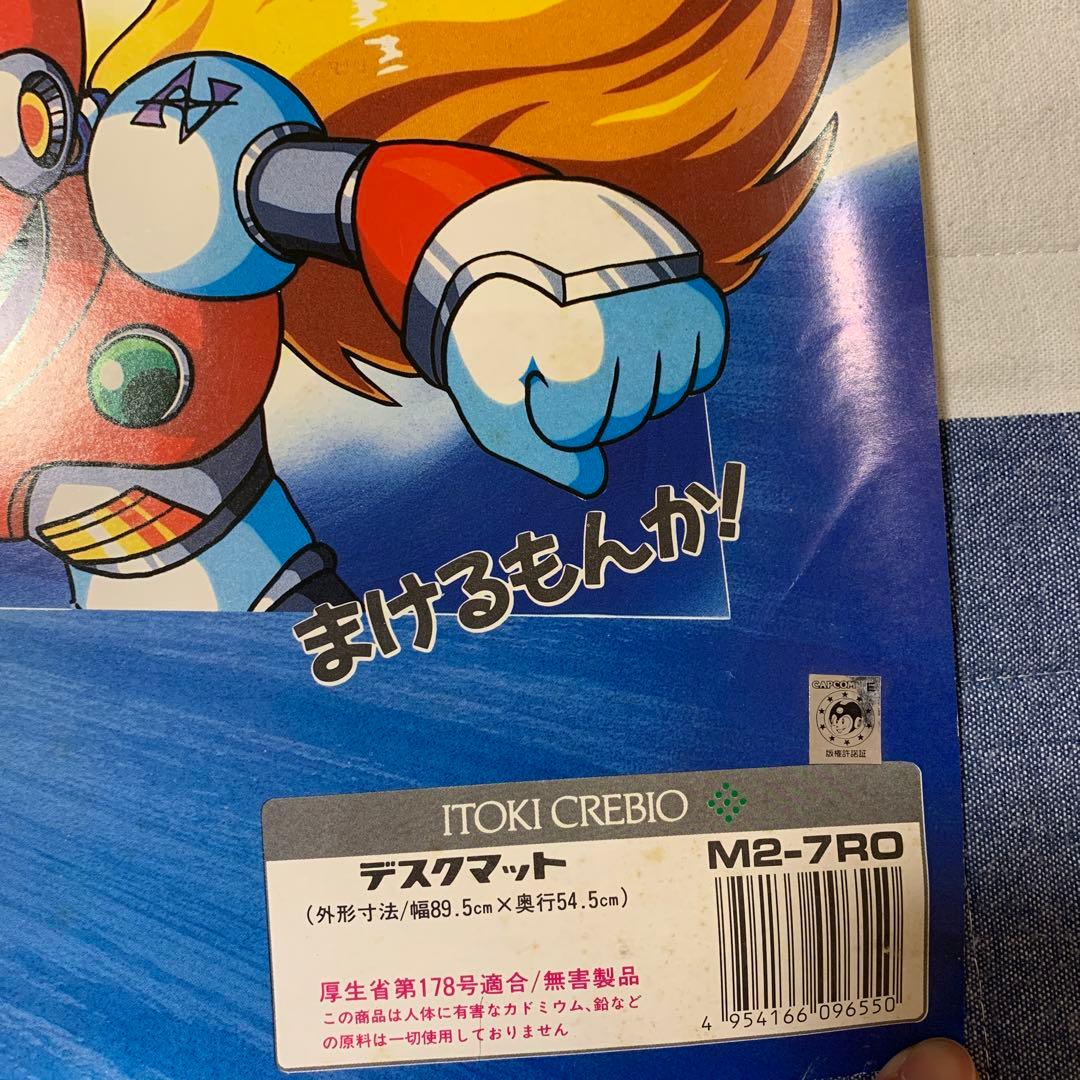 まけるもんか!
CAPCOM
E
版権許諾証
ITOKI CREBIO
デスクマット
M2-7RO
(外形寸法/幅89.5cm×奥行54.5cm)
厚生省第178号適合/無害製品
この商品は人体に有害なカドミウム、鉛など
の原料は一切使用しておりません
4 954166 096550